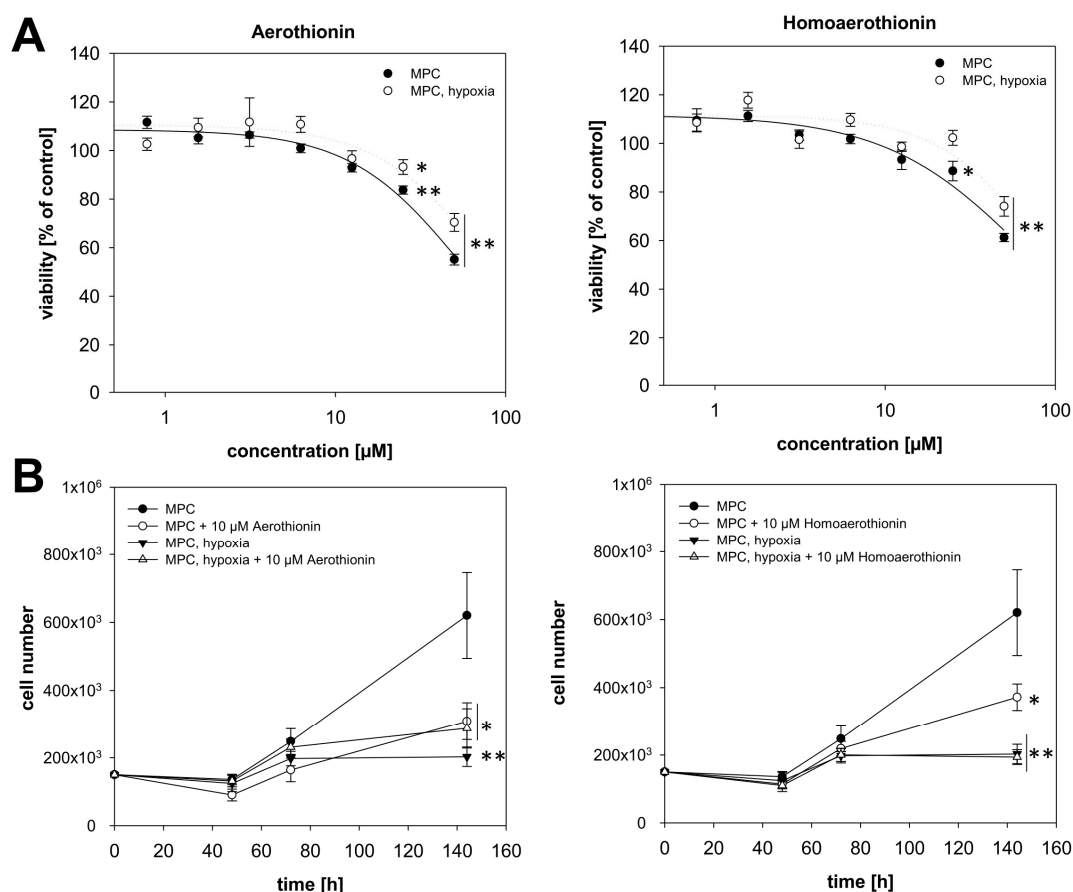 A
Aerothionin
140
120
100
80
60
40
20
0
viability [% of control]
MPC
MPC, hypoxia
*
**
**
1
10
100
concentration [µM]
Homoaerothionin
140
120
100
80
60
40
20
0
viability [% of control]
MPC
MPC, hypoxia
*
**
1
10
100
concentration [µM]
B
1x10⁶
800x10³
600x10³
400x10³
200x10³
0
cell number
MPC
MPC + 10 µM Aerothionin
MPC, hypoxia
MPC, hypoxia + 10 µM Aerothionin
*
**
0 20 40 60 80 100 120 140 160
time [h]
1x10⁶
800x10³
600x10³
400x10³
200x10³
0
cell number
MPC
MPC + 10 µM Homoaerothionin
MPC, hypoxia
MPC, hypoxia + 10 µM Homoaerothionin
*
**
0 20 40 60 80 100 120 140 160
time [h]